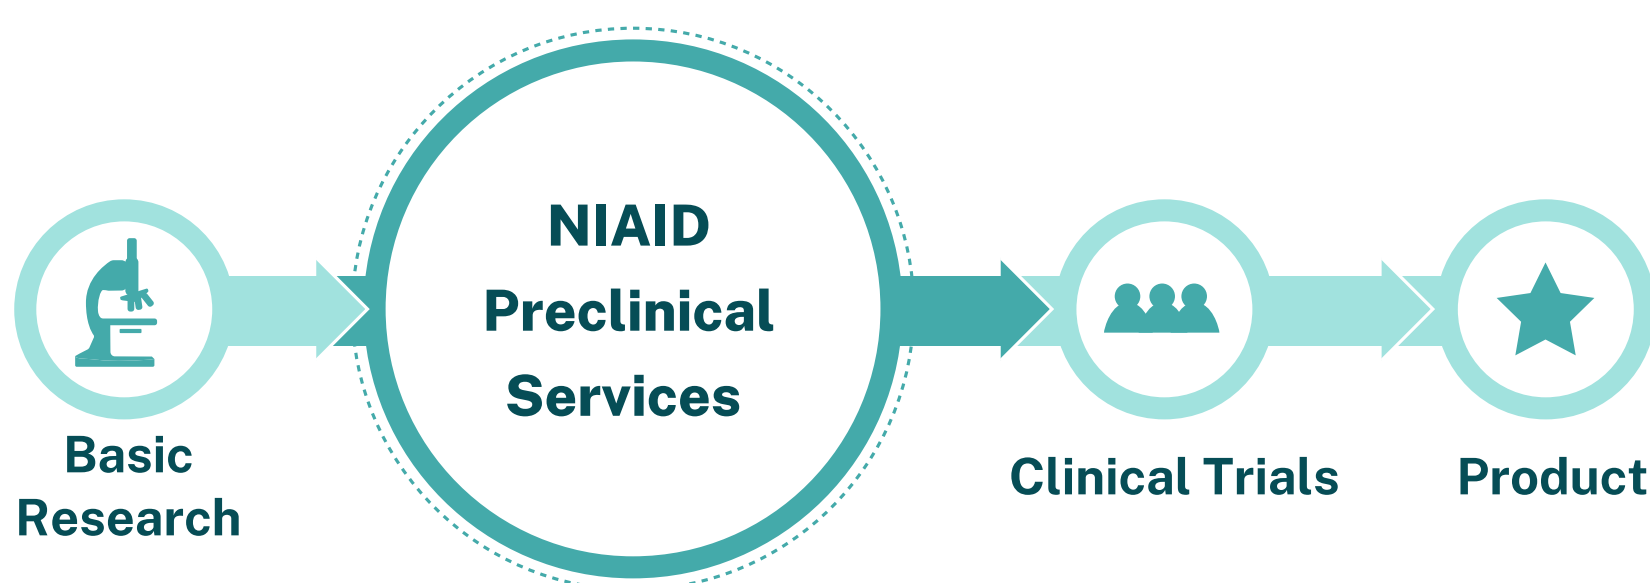 NIAID
Preclinical
Services
Basic
Research
Clinical Trials
Product